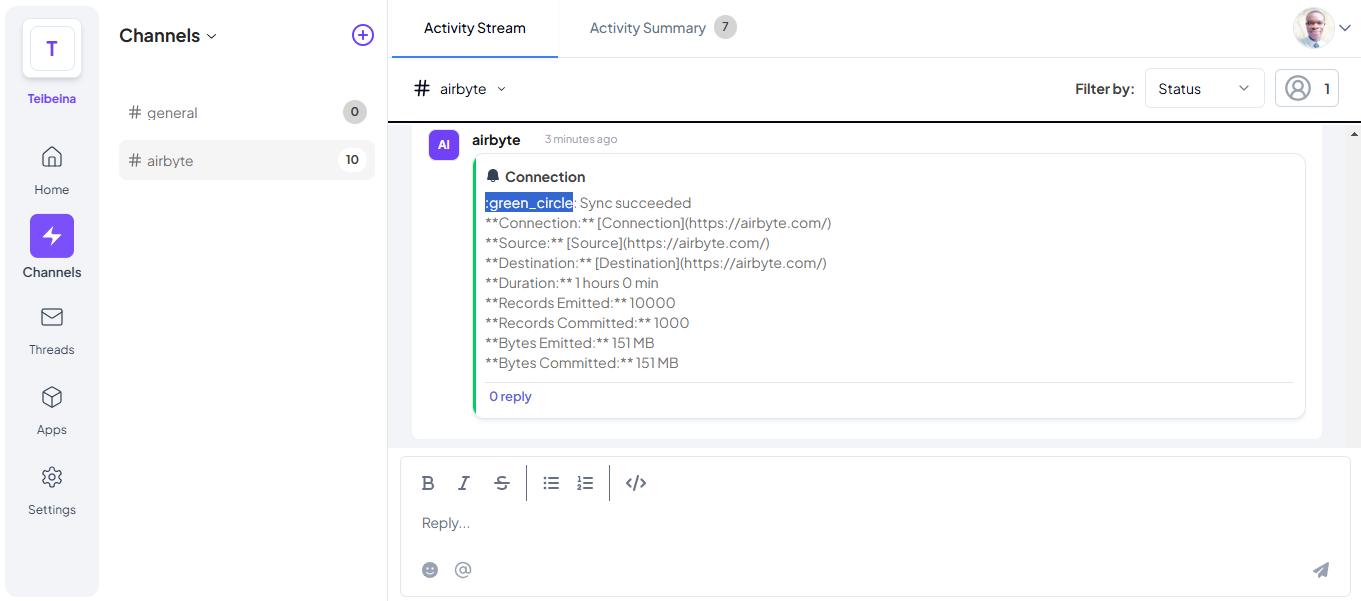 T
Teibeina
Home
Channels
Threads
Apps
Settings
Channels
# general 0
# airbyte 10
Activity Stream
Activity Summary 7
# airbyte
Filter by: Status 1
AI
airbyte 3 minutes ago
Connection
:green_circle: Sync succeeded
**Connection:** [Connection](https://airbyte.com/)
**Source:** [Source](https://airbyte.com/)
**Destination:** [Destination](https://airbyte.com/)
**Duration:** 1 hours 0 min
**Records Emitted:** 10000
**Records Committed:** 1000
**Bytes Emitted:** 151 MB
**Bytes Committed:** 151 MB
0 reply
Reply...